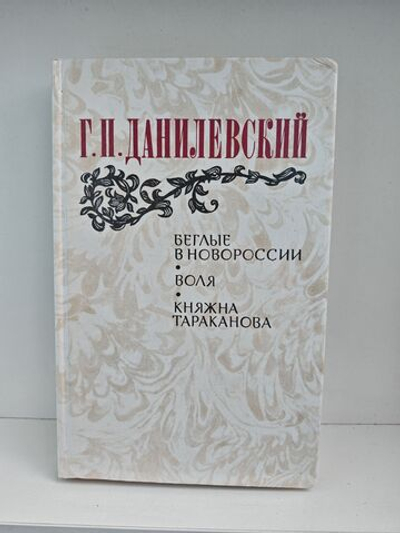 Г.П.ДАНИЛЕВСКИЙ
БЕГЛЫЕ
В НОВОРОССИИ
•
ВОЛЯ
•
КНЯЖНА
ТАРАКАНОВА